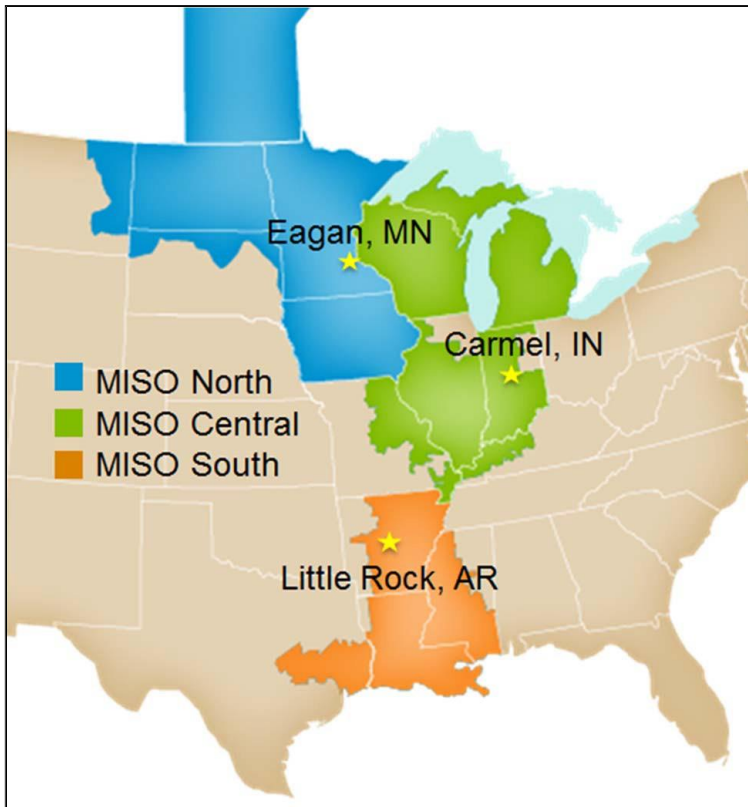 Eagan, MN
Carmel, IN
MISO North
MISO Central
MISO South
Little Rock, AR